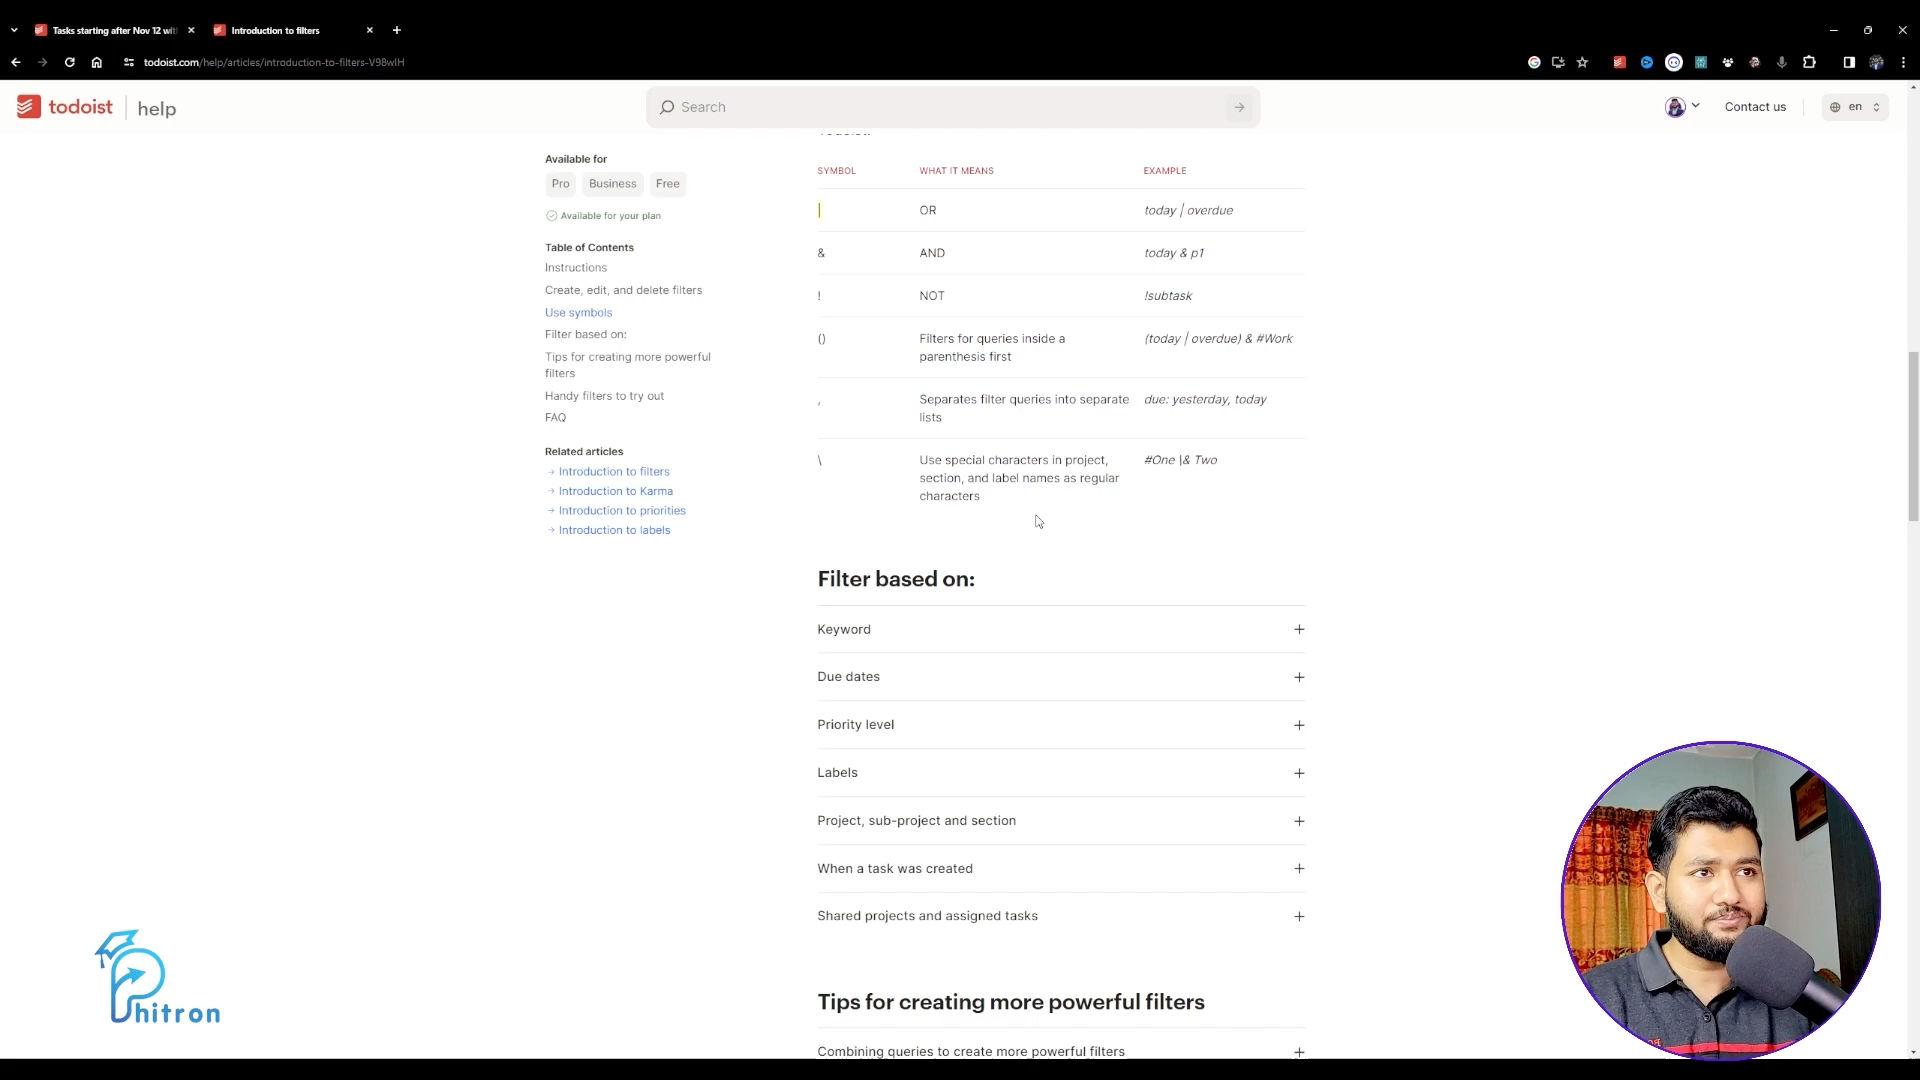 Tasks starting after Nov 12 wit
Introduction to filters
todoist.com/help/articles/introduction-to-filters-V98wlH
todoist
help
Search
Contact us
en
Available for
Pro
Business
Free
Available for your plan
Table of Contents
Instructions
Create, edit, and delete filters
Use symbols
Filter based on:
Tips for creating more powerful
filters
Handy filters to try out
FAQ
Related articles
→ Introduction to filters
→ Introduction to Karma
→ Introduction to priorities
→ Introduction to labels
SYMBOL WHAT IT MEANS EXAMPLE
| OR today | overdue
& AND today & p1
! NOT !subtask
() Filters for queries inside a (today | overdue) & #Work
parenthesis first
, Separates filter queries into separate due: yesterday, today
lists
\ Use special characters in project, #One \& Two
section, and label names as regular
characters
Filter based on:
Keyword
Due dates
Priority level
Labels
Project, sub-project and section
When a task was created
Shared projects and assigned tasks
Tips for creating more powerful filters
Combining queries to create more powerful filters
Phitron